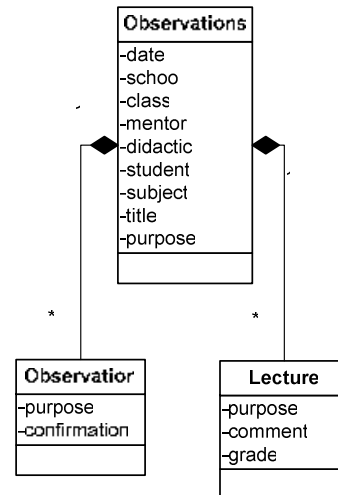 Observations
-date
-schoo
-class
-mentor
-didactic
-student
-subject
-title
-purpose
*
*
Observatior
-purpose
-confirmation
Lecture
-purpose
-comment
-grade